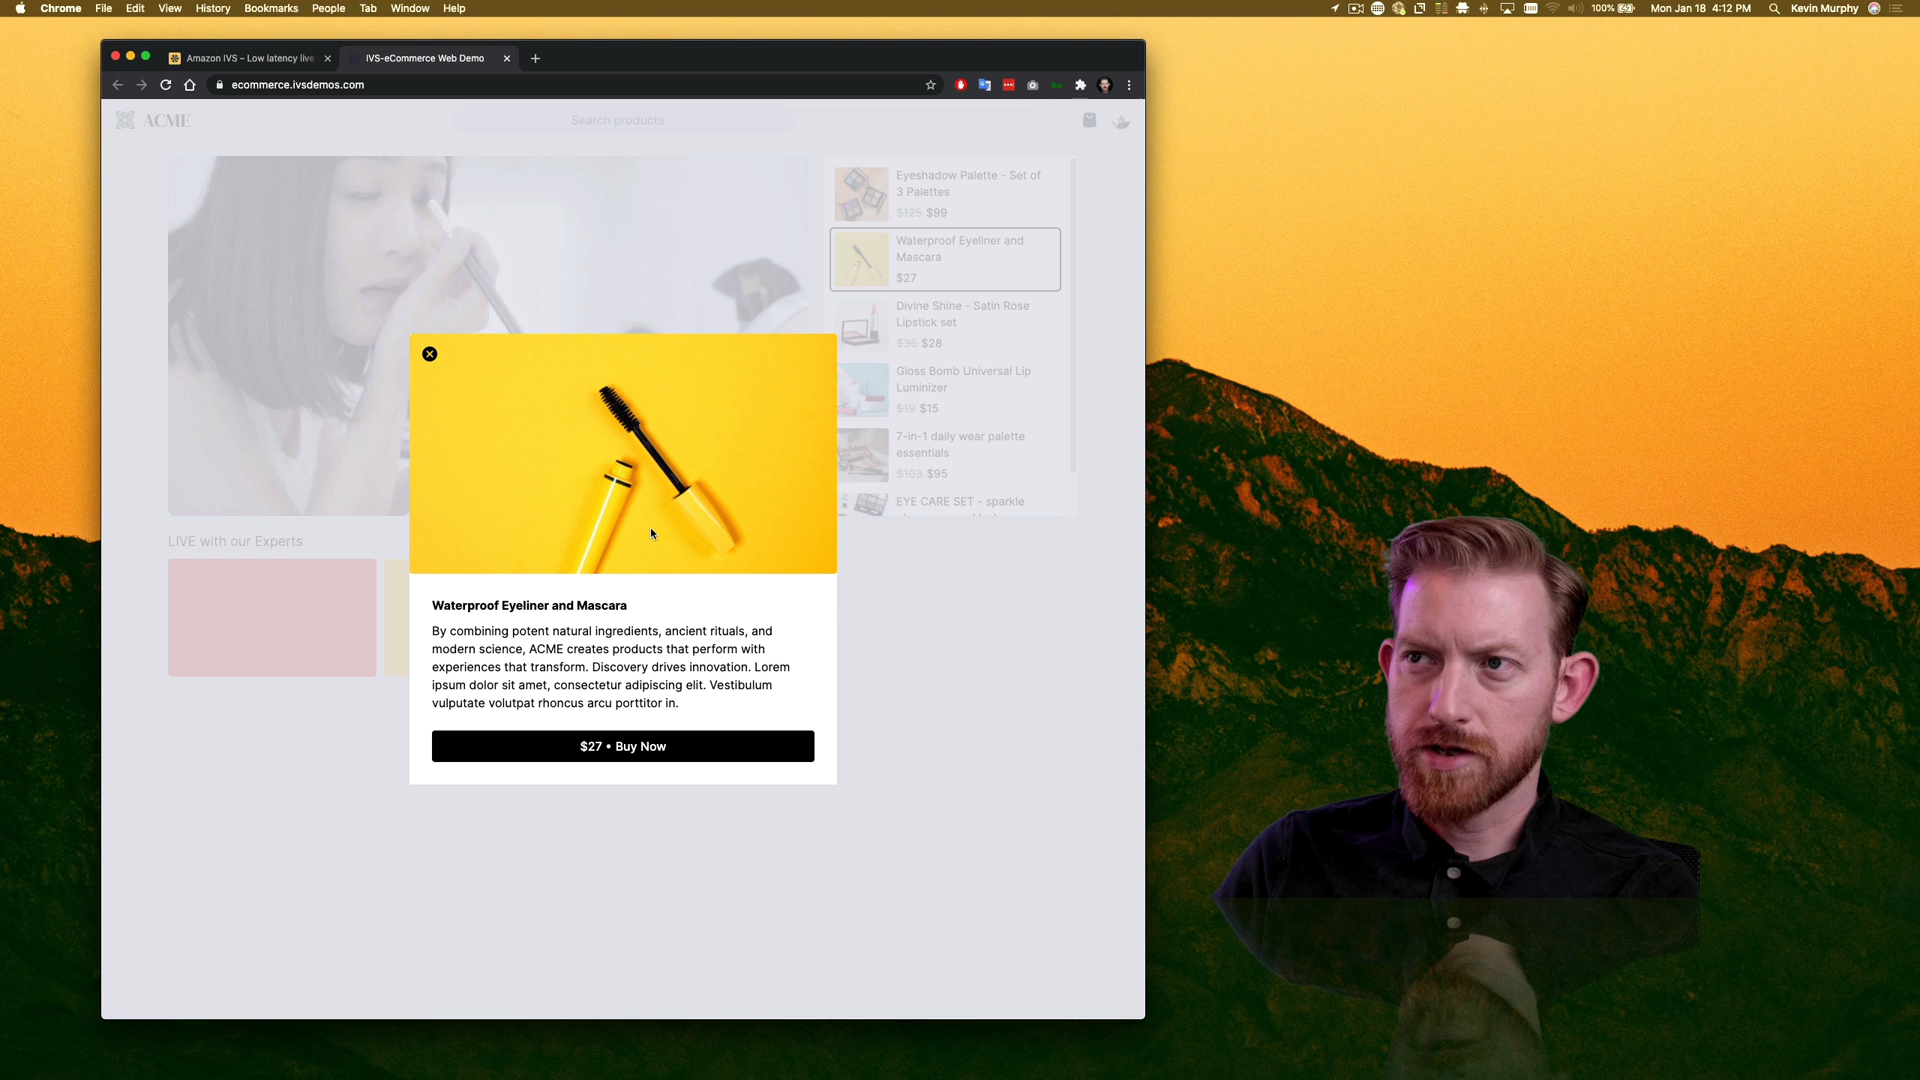 Chrome File Edit View History Bookmarks People Tab Window Help
100% Mon Jan 18 4:12 PM Kevin Murphy
Amazon IVS – Low latency live
IVS-eCommerce Web Demo
ecommerce.ivsdemos.com
ACME
Search products
Eyeshadow Palette - Set of
3 Palettes
$125 $99
Waterproof Eyeliner and
Mascara
$27
Divine Shine - Satin Rose
Lipstick set
$35 $28
Gloss Bomb Universal Lip
Luminizer
$19 $15
7-in-1 daily wear palette
essentials
$103 $95
EYE CARE SET - sparkle
LIVE with our Experts
Waterproof Eyeliner and Mascara
By combining potent natural ingredients, ancient rituals, and
modern science, ACME creates products that perform with
experiences that transform. Discovery drives innovation. Lorem
ipsum dolor sit amet, consectetur adipiscing elit. Vestibulum
vulputate volutpat rhoncus arcu porttitor in.
$27 • Buy Now